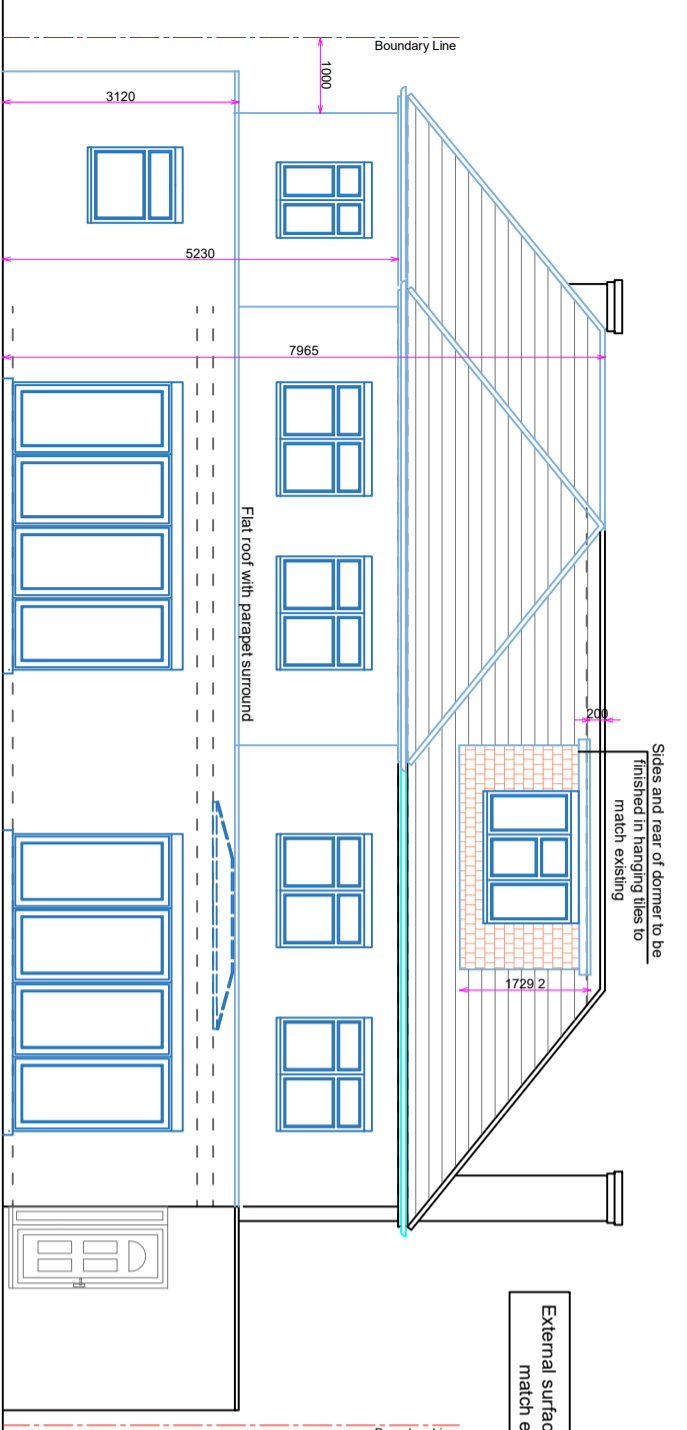 Boundary Line
1000
3120
5230
7965
Flat roof with parapet surround
200
Sides and rear of dormer to be
finished in hanging tiles to
match existing
1729 2
External surfac
match e